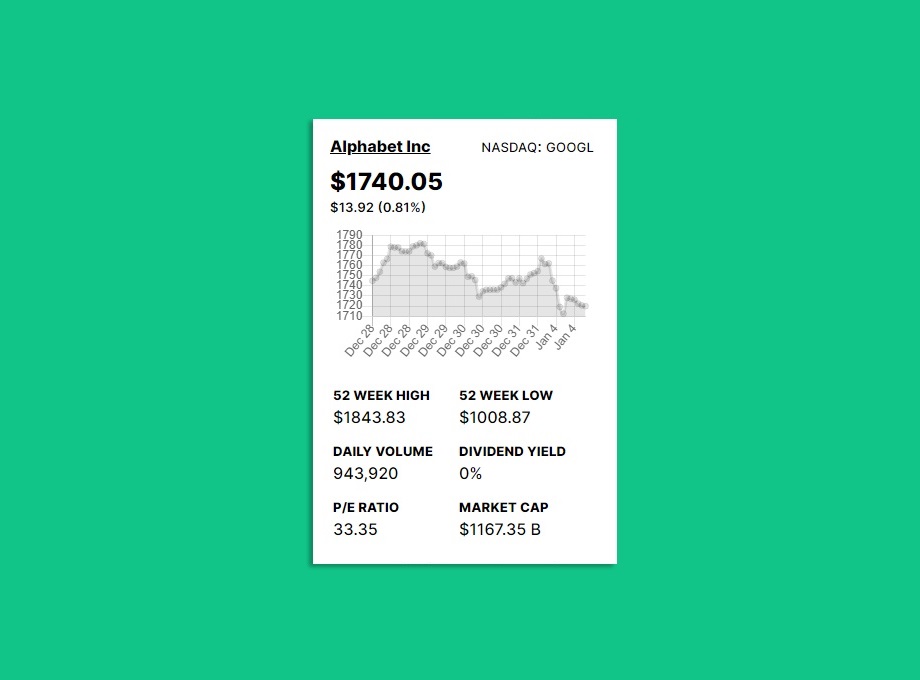 Alphabet Inc NASDAQ: GOOGL
$1740.05
$13.92 (0.81%)
1790
1780
1770
1760
1750
1740
1730
1720
1710
Dec 28 Dec 28 Dec 28 Dec 29 Dec 29 Dec 30 Dec 30 Dec 30 Dec 31 Dec 31 Jan 4 Jan 4
52 WEEK HIGH 52 WEEK LOW
$1843.83 $1008.87
DAILY VOLUME DIVIDEND YIELD
943,920 0%
P/E RATIO MARKET CAP
33.35 $1167.35 B